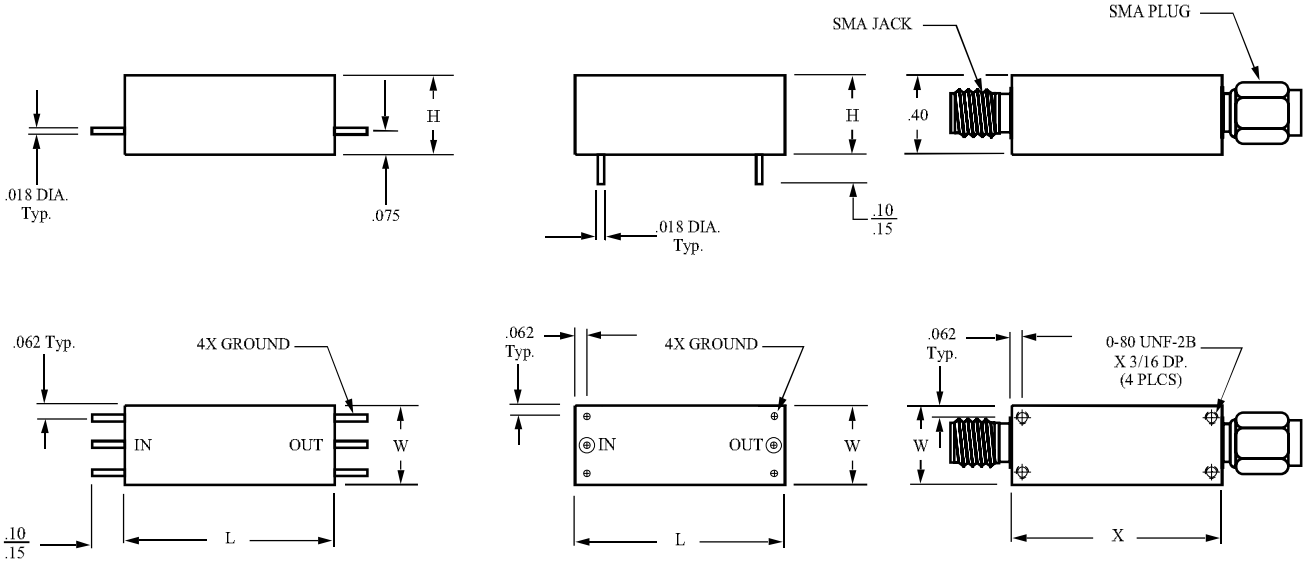 SMA JACK
SMA PLUG
H
.018 DIA.
Typ.
.075
H
.018 DIA.
Typ.
.10
.15
.40
.062 Typ.
4X GROUND
IN
OUT
W
.10
.15
L
.062
Typ.
4X GROUND
IN
OUT
W
L
.062
Typ.
0-80 UNF-2B
X 3/16 DP.
(4 PLCS)
W
X